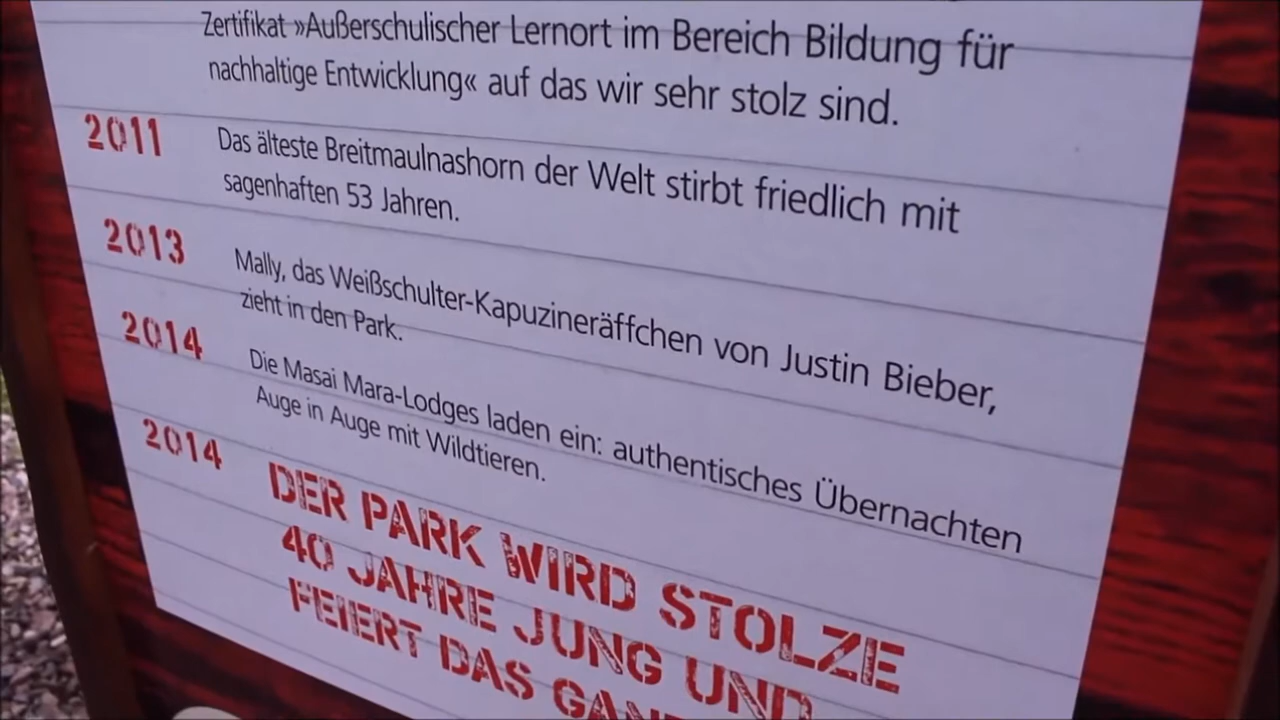 Zertifikat »Außerschulischer Lernort im Bereich Bildung für
nachhaltige Entwicklung« auf das wir sehr stolz sind.
2011 Das älteste Breitmaulnashorn der Welt stirbt friedlich mit
sagenhaften 53 Jahren.
2013 Mally, das Weißschulter-Kapuzineräffchen von Justin Bieber,
zieht in den Park.
2014 Die Masai Mara-Lodges laden ein: authentisches Übernachten
Auge in Auge mit Wildtieren.
2014 DER PARK WIRD STOLZE
40 JAHRE JUNG UND
FEIERT DAS